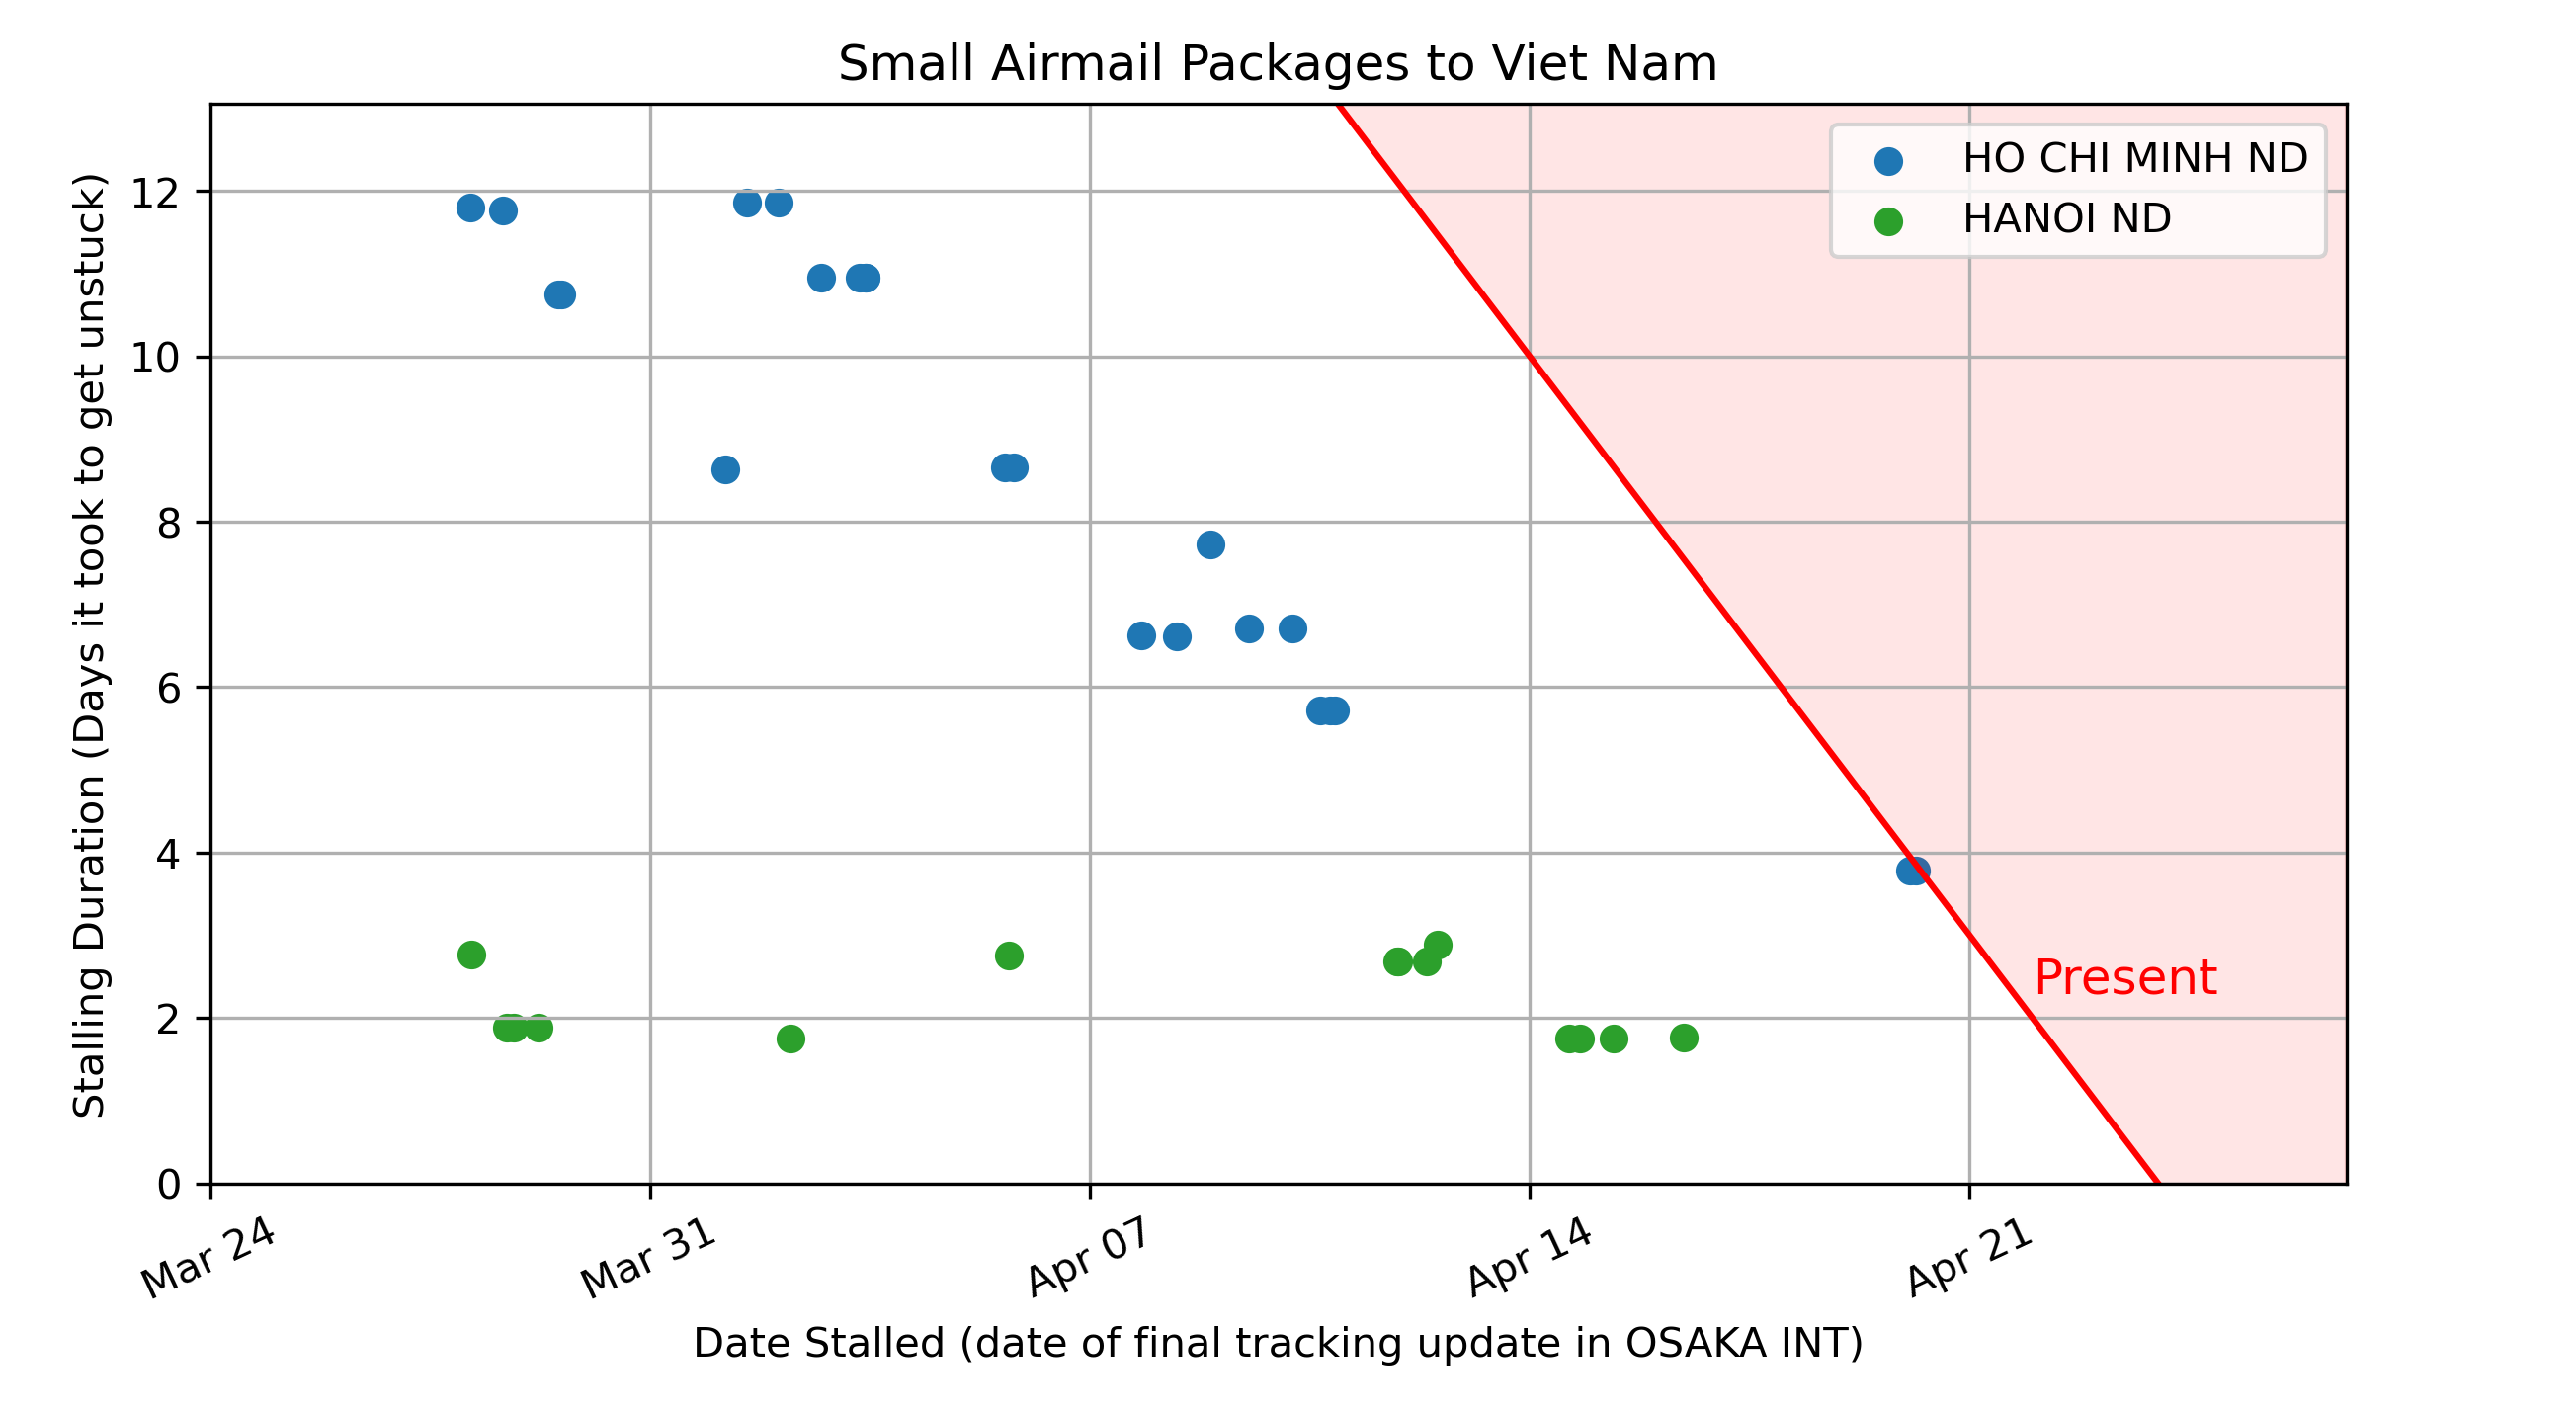 Small Airmail Packages to Viet Nam
HO CHI MINH ND
HANOI ND
Stalling Duration (Days it took to get unstuck)
12
10
8
6
4
2
0
Present
Mar 24
Mar 31
Apr 07
Apr 14
Apr 21
Date Stalled (date of final tracking update in OSAKA INT)